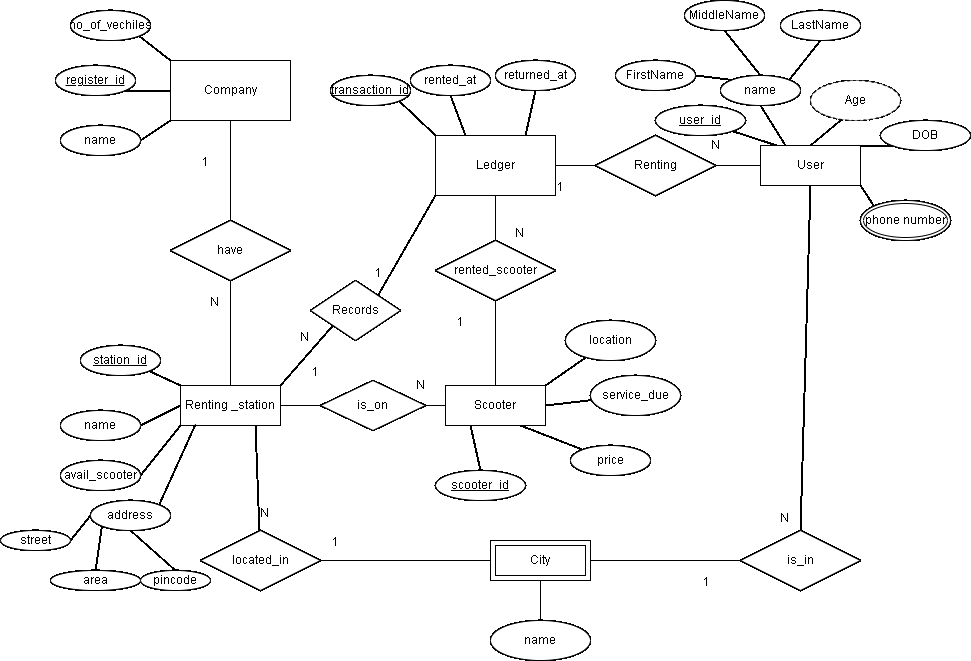 MiddleName
LastName
no_of_vechiles
FirstName
name
returned_at
rented_at
register_id
transaction_id
Company
Age
user_id
DOB
name
1
Ledger
Renting
N
User
1
phone number
N
have
rented_scooter
1
N
Records
1
N
location
station_id
1
N
service_due
Renting _station
is_on
Scooter
name
price
avail_scooter
scooter_id
address
N
N
street
1
located_in
City
is_in
area
pincode
1
name